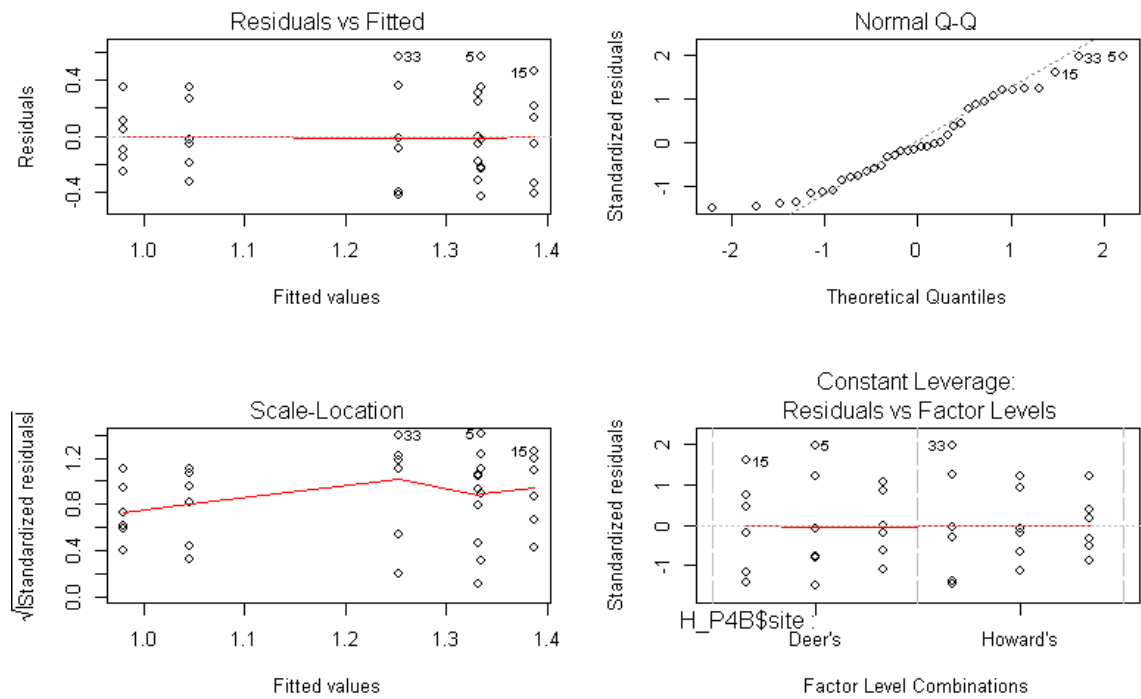 Residuals vs Fitted
Residuals
0.4
0.0
-0.4
33
5
15
1.0 1.1 1.2 1.3 1.4
Fitted values
Normal Q-Q
Standardized residuals
2
1
0
-1
33 5
15
-2 -1 0 1 2
Theoretical Quantiles
Scale-Location
√|Standardized residuals|
1.2
0.8
0.4
0.0
33
5
15
1.0 1.1 1.2 1.3 1.4
Fitted values
Constant Leverage:
Residuals vs Factor Levels
Standardized residuals
2
1
0
-1
15
5
33
H_P4B$site :
Deer's Howard's
Factor Level Combinations